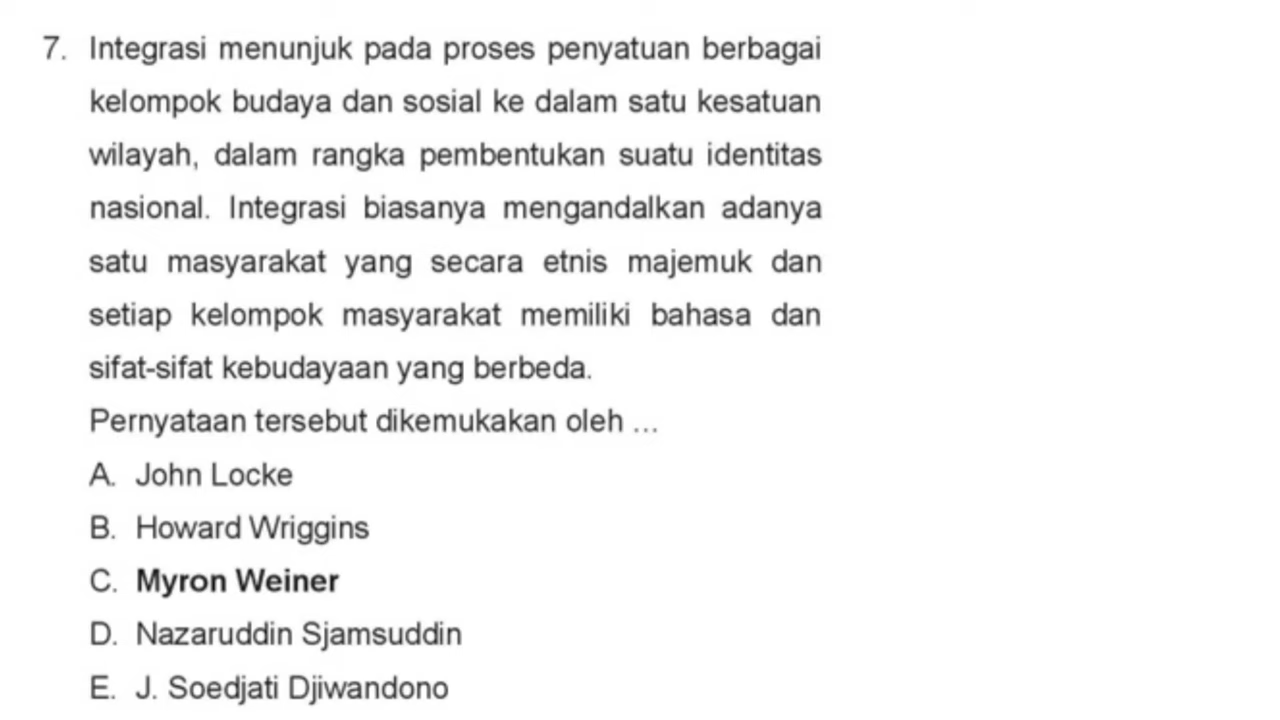 7. Integrasi menunjuk pada proses penyatuan berbagai
kelompok budaya dan sosial ke dalam satu kesatuan
wilayah, dalam rangka pembentukan suatu identitas
nasional. Integrasi biasanya mengandalkan adanya
satu masyarakat yang secara etnis majemuk dan
setiap kelompok masyarakat memiliki bahasa dan
sifat-sifat kebudayaan yang berbeda.
Pernyataan tersebut dikemukakan oleh ...
A. John Locke
B. Howard Wriggins
C. Myron Weiner
D. Nazaruddin Sjamsuddin
E. J. Soedjati Djiwandono